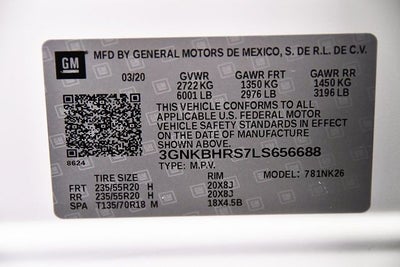 GM
MFD BY GENERAL MOTORS DE MEXICO, S. DE R.L. DE C.V.
03/20 GVWR GAWR FRT GAWR RR
2722 KG 1350 KG 1450 KG
6001 LB 2976 LB 3196 LB
THIS VEHICLE CONFORMS TO ALL
APPLICABLE U.S. FEDERAL MOTOR
VEHICLE SAFETY STANDARDS IN
EFFECT ON THE DATE OF
MANUFACTURE SHOWN ABOVE.
8624
3GNKBHRS7LS656688
TYPE: M.P.V. MODEL: 781NK26
TIRE SIZE RIM
FRT 235/55R20 H 20X8J
RR 235/55R20 H 20X8J
SPA T135/70R18 M 18X4.5B